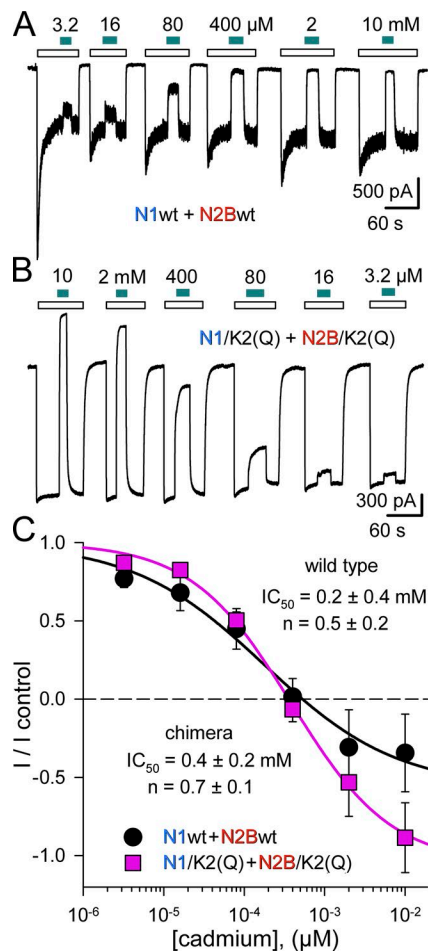 A
3.2 16 80 400 μM 2 10 mM
500 pA
N1wt + N2Bwt
60 s
B
10 2 mM 400 80 16 3.2 μM
N1/K2(Q) + N2B/K2(Q)
300 pA
60 s
C
1.0
wild type
IC50 = 0.2 ± 0.4 mM
n = 0.5 ± 0.2
0.5
I / I control
0.0
chimera
IC50 = 0.4 ± 0.2 mM
n = 0.7 ± 0.1
-0.5
N1wt+N2Bwt
-1.0
N1/K2(Q)+N2B/K2(Q)
10-6 10-5 10-4 10-3 10-2
[cadmium], (μM)